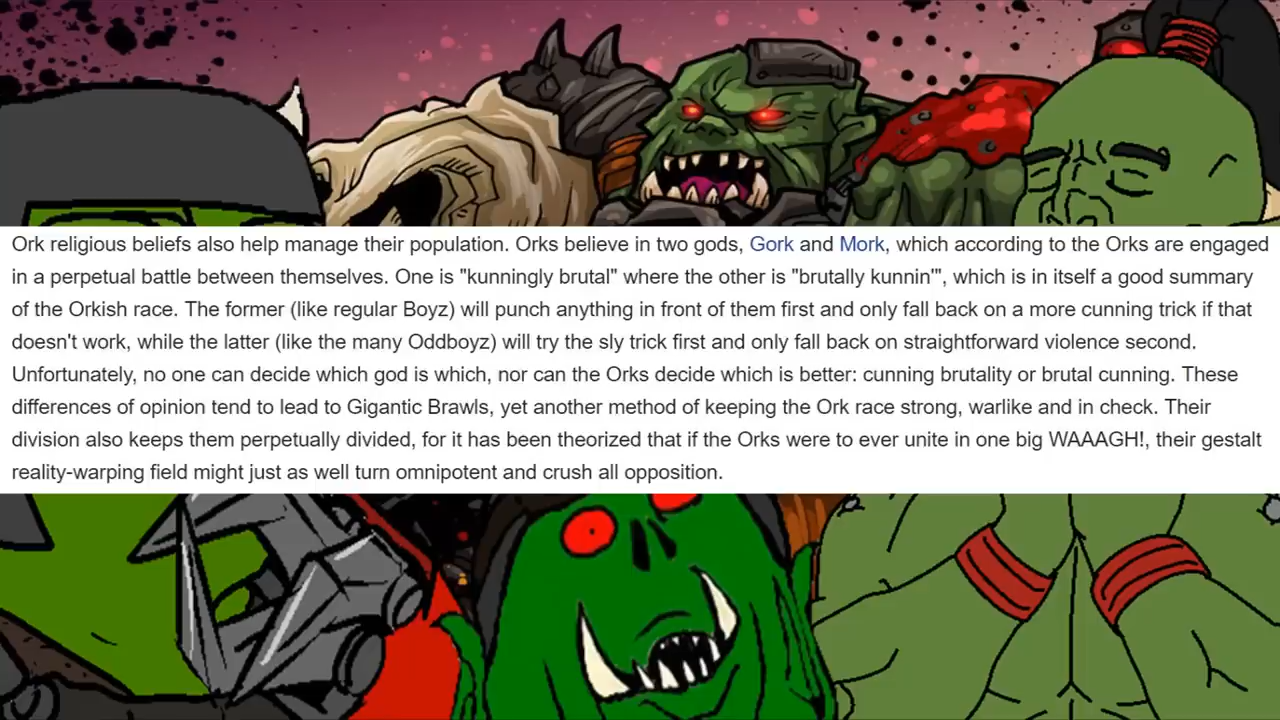 Ork religious beliefs also help manage their population. Orks believe in two gods, Gork and Mork, which according to the Orks are engaged
in a perpetual battle between themselves. One is "kunningly brutal" where the other is "brutally kunnin'", which is in itself a good summary
of the Orkish race. The former (like regular Boyz) will punch anything in front of them first and only fall back on a more cunning trick if that
doesn't work, while the latter (like the many Oddboyz) will try the sly trick first and only fall back on straightforward violence second.
Unfortunately, no one can decide which god is which, nor can the Orks decide which is better: cunning brutality or brutal cunning. These
differences of opinion tend to lead to Gigantic Brawls, yet another method of keeping the Ork race strong, warlike and in check. Their
division also keeps them perpetually divided, for it has been theorized that if the Orks were to ever unite in one big WAAAGH!, their gestalt
reality-warping field might just as well turn omnipotent and crush all opposition.